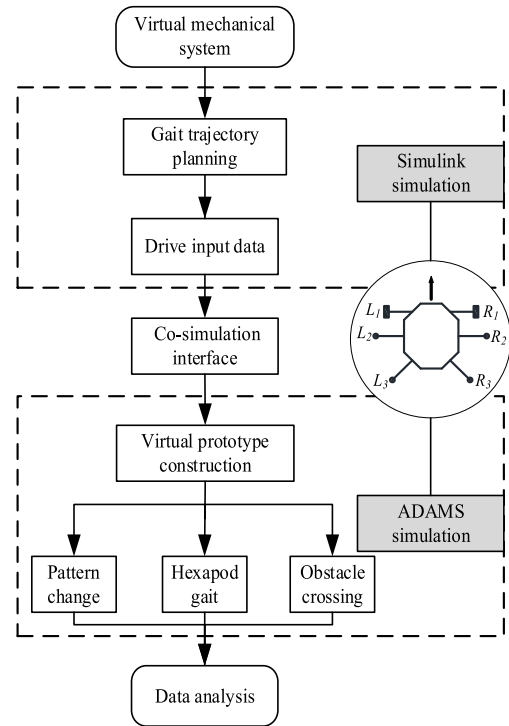 Virtual mechanical
system
Gait trajectory
planning
Simulink
simulation
Drive input data
L1
R1
L2
R2
L3
R3
Co-simulation
interface
Virtual prototype
construction
ADAMS
simulation
Pattern
change
Hexapod
gait
Obstacle
crossing
Data analysis